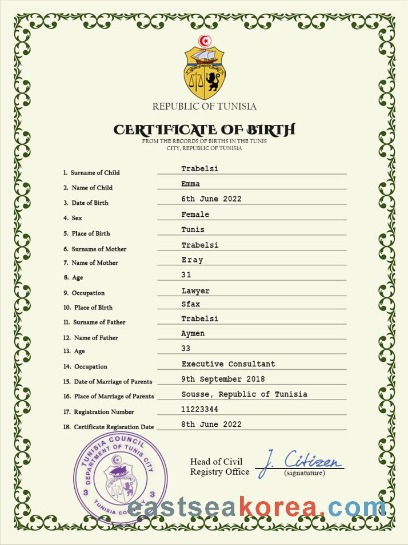 REPUBLIC OF TUNISIA
CERTIFICATE OF BIRTH
FROM THE RECORDS OF BIRTHS IN THE TUNIS
CITY, REPUBLIC OF TUNISIA
1. Surname of Child Trabelsi
2. Name of Child Emma
3. Date of Birth 6th June 2022
4. Sex Female
5. Place of Birth Tunis
6. Surname of Mother Trabelsi
7. Name of Mother Eray
8. Age 31
9. Occupation Lawyer
10. Place of Birth Sfax
11. Surname of Father Trabelsi
12. Name of Father Aymen
13. Age 33
14. Occupation Executive Consultant
15. Date of Marriage of Parents 9th September 2018
16. Place of Marriage of Parents Sousse, Republic of Tunisia
17. Registration Number 11223344
18. Certificate Regisration Date 8th June 2022
TUNISIA COUNCIL
DEPARTMENT OF TUNIS CITY
3 3
Head of Civil
Registry Office J. Citizen
(signauture)
eastseakorea.com